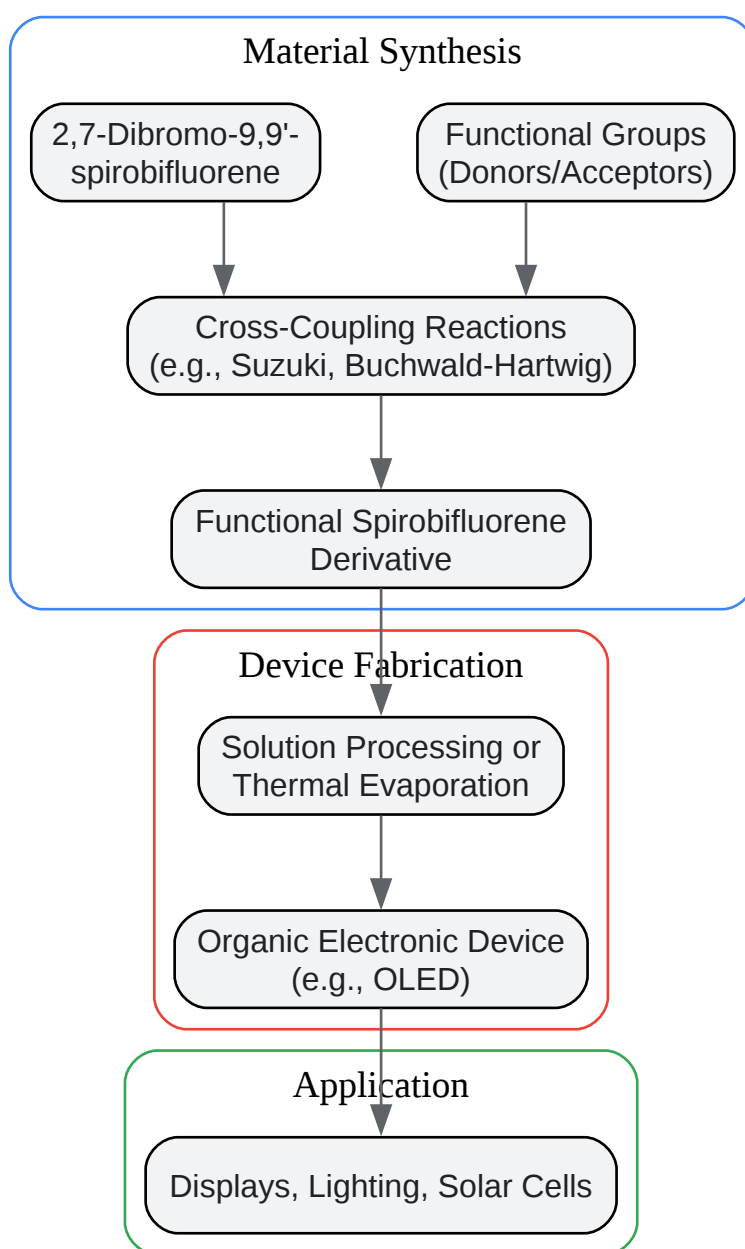 Material Synthesis
2,7-Dibromo-9,9'-
spirobifluorene
Functional Groups
(Donors/Acceptors)
Cross-Coupling Reactions
(e.g., Suzuki, Buchwald-Hartwig)
Functional Spirobifluorene
Derivative
Device Fabrication
Solution Processing or
Thermal Evaporation
Organic Electronic Device
(e.g., OLED)
Application
Displays, Lighting, Solar Cells